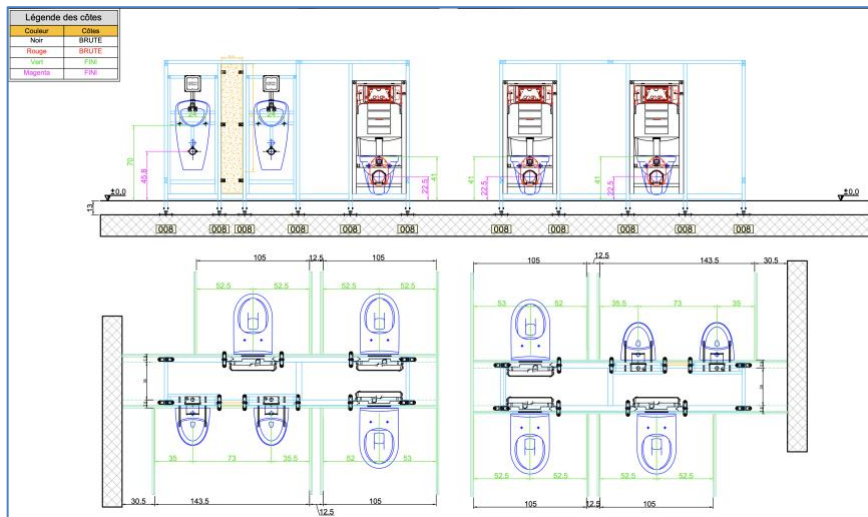 Légende des côtes
Couleur Côtes
Noir BRUTE
Rouge BRUTE
Vert FINI
Magenta FINI
24 24
70
45.8
22.5
41
41
22.5
41
22.5
±0.0 ±0.0
13
008 008 008 008 008 008 008 008 008 008
105 12.5 105
52.5 52.5 52.5 52.5
12.5
105 143.5 30.5
53 52 35.5 73 35
35 73 35.5 52 53
30.5 143.5 105
12.5
52.5 52.5 52.5 52.5
105 12.5 105